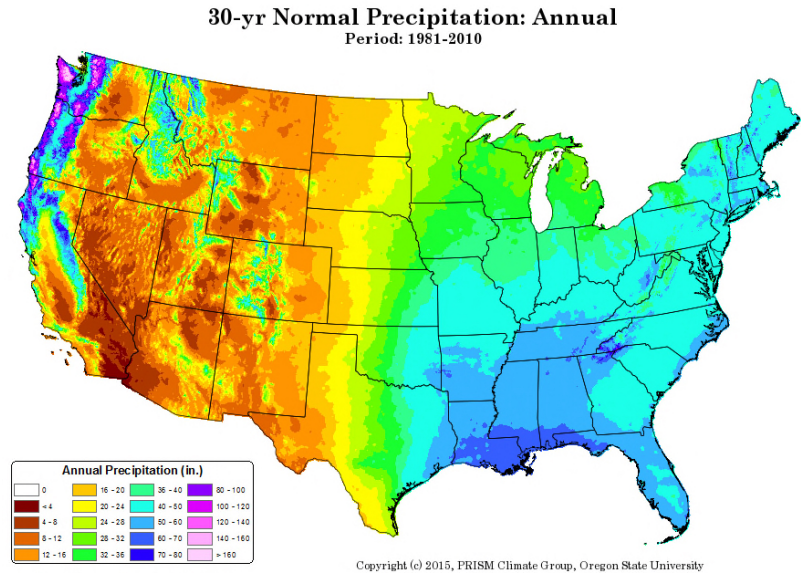 30-yr Normal Precipitation: Annual
Period: 1981-2010
Annual Precipitation (in.)
0 16 - 20 36 - 40 80 - 100
< 4 20 - 24 40 - 50 100 - 120
4 - 8 24 - 28 50 - 60 120 - 140
8 - 12 28 - 32 60 - 70 140 - 160
12 - 16 32 - 36 70 - 80 > 160
Copyright (c) 2015, PRISM Climate Group, Oregon State University